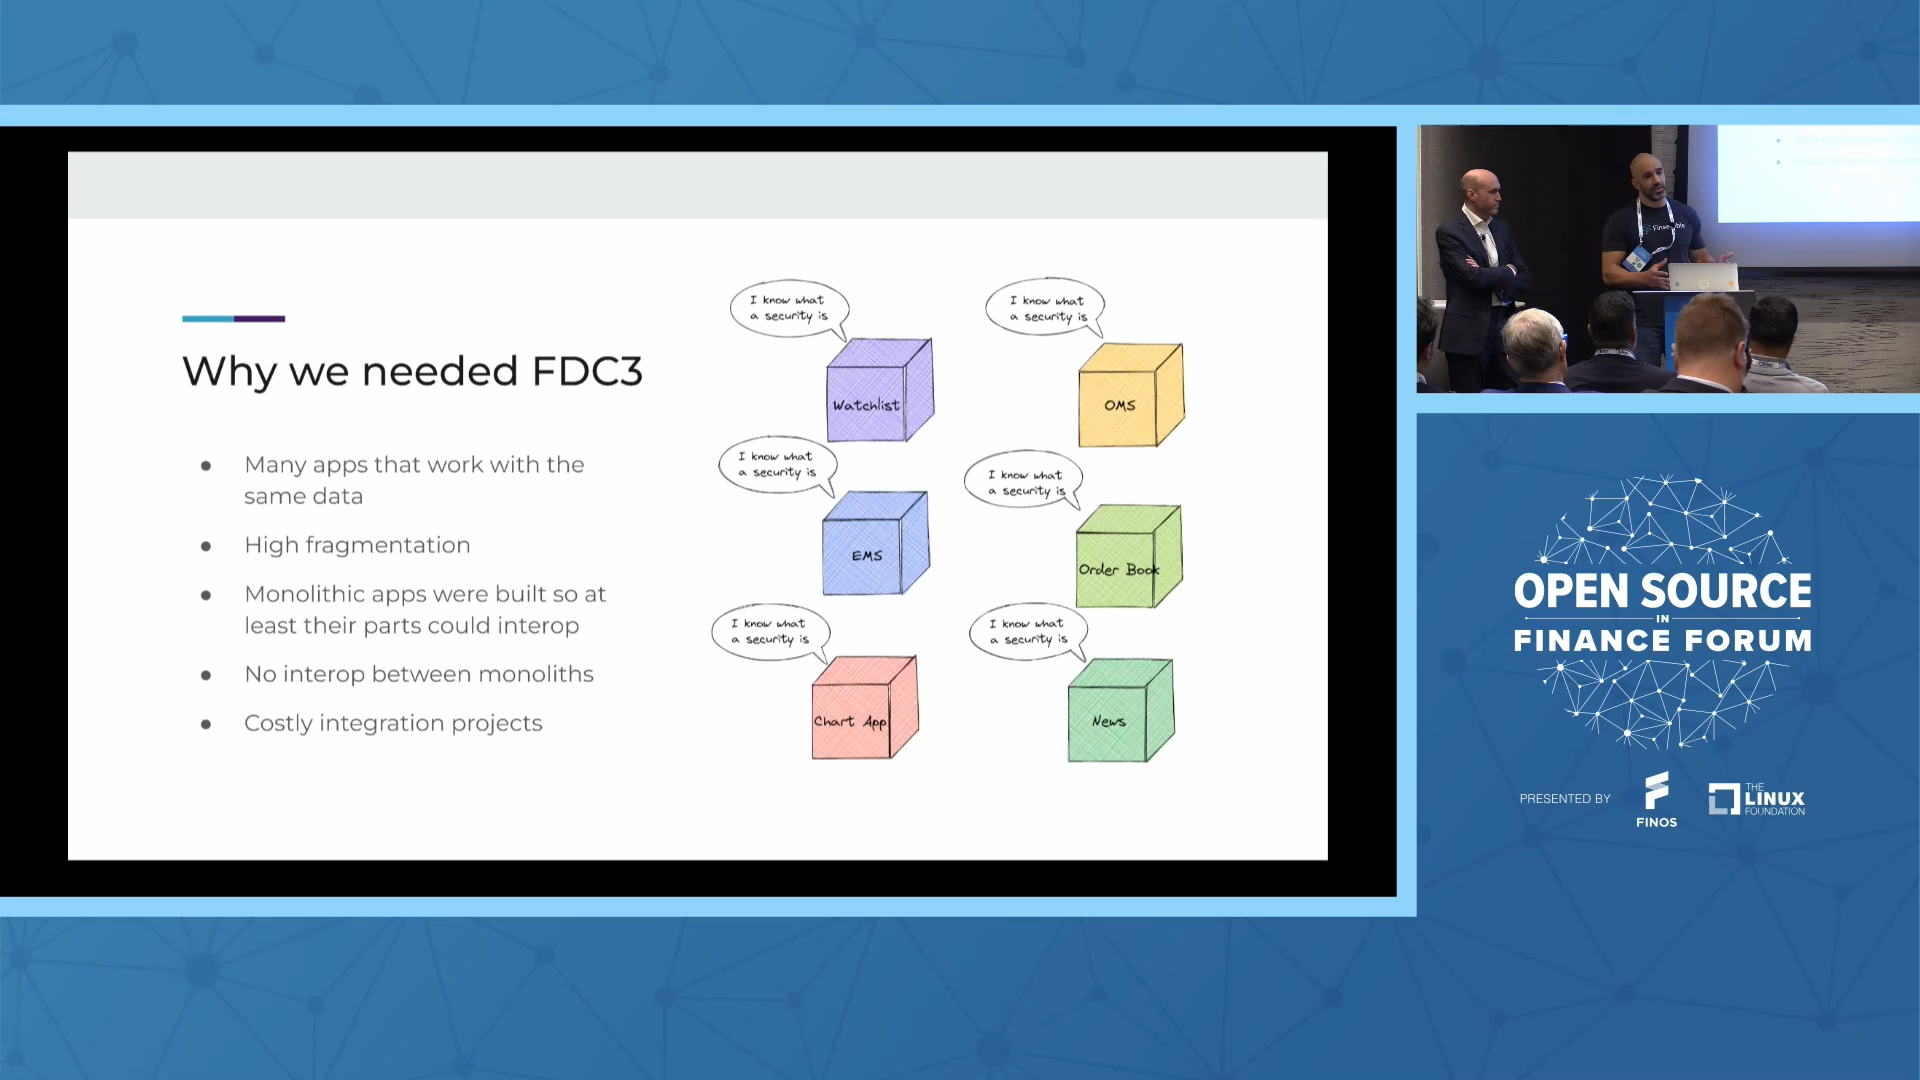 Why we needed FDC3
● Many apps that work with the
same data
● High fragmentation
● Monolithic apps were built so at
least their parts could interop
● No interop between monoliths
● Costly integration projects
I know what
a security is
Watchlist
I know what
a security is
OMS
I know what
a security is
EMS
I know what
a security is
Order Book
I know what
a security is
Chart App
I know what
a security is
News
OPEN SOURCE
IN
FINANCE FORUM
PRESENTED BY
FINOS
THE
LINUX
FOUNDATION